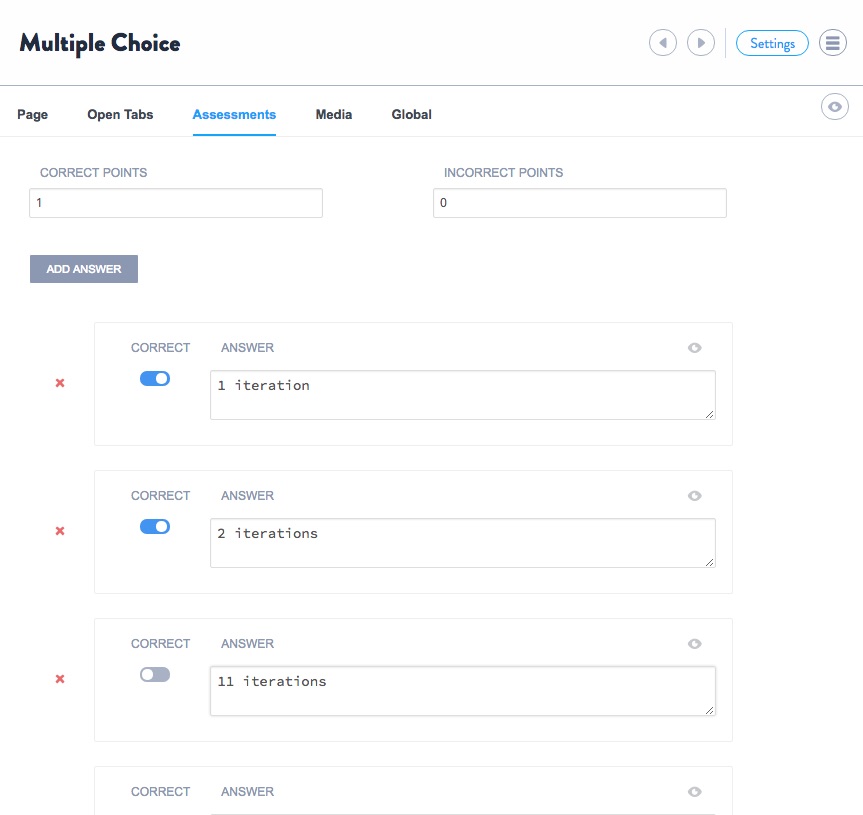 Multiple Choice
Settings
Page Open Tabs Assessments Media Global
CORRECT POINTS INCORRECT POINTS
1 0
ADD ANSWER
CORRECT ANSWER
1 iteration
CORRECT ANSWER
2 iterations
CORRECT ANSWER
11 iterations
CORRECT ANSWER